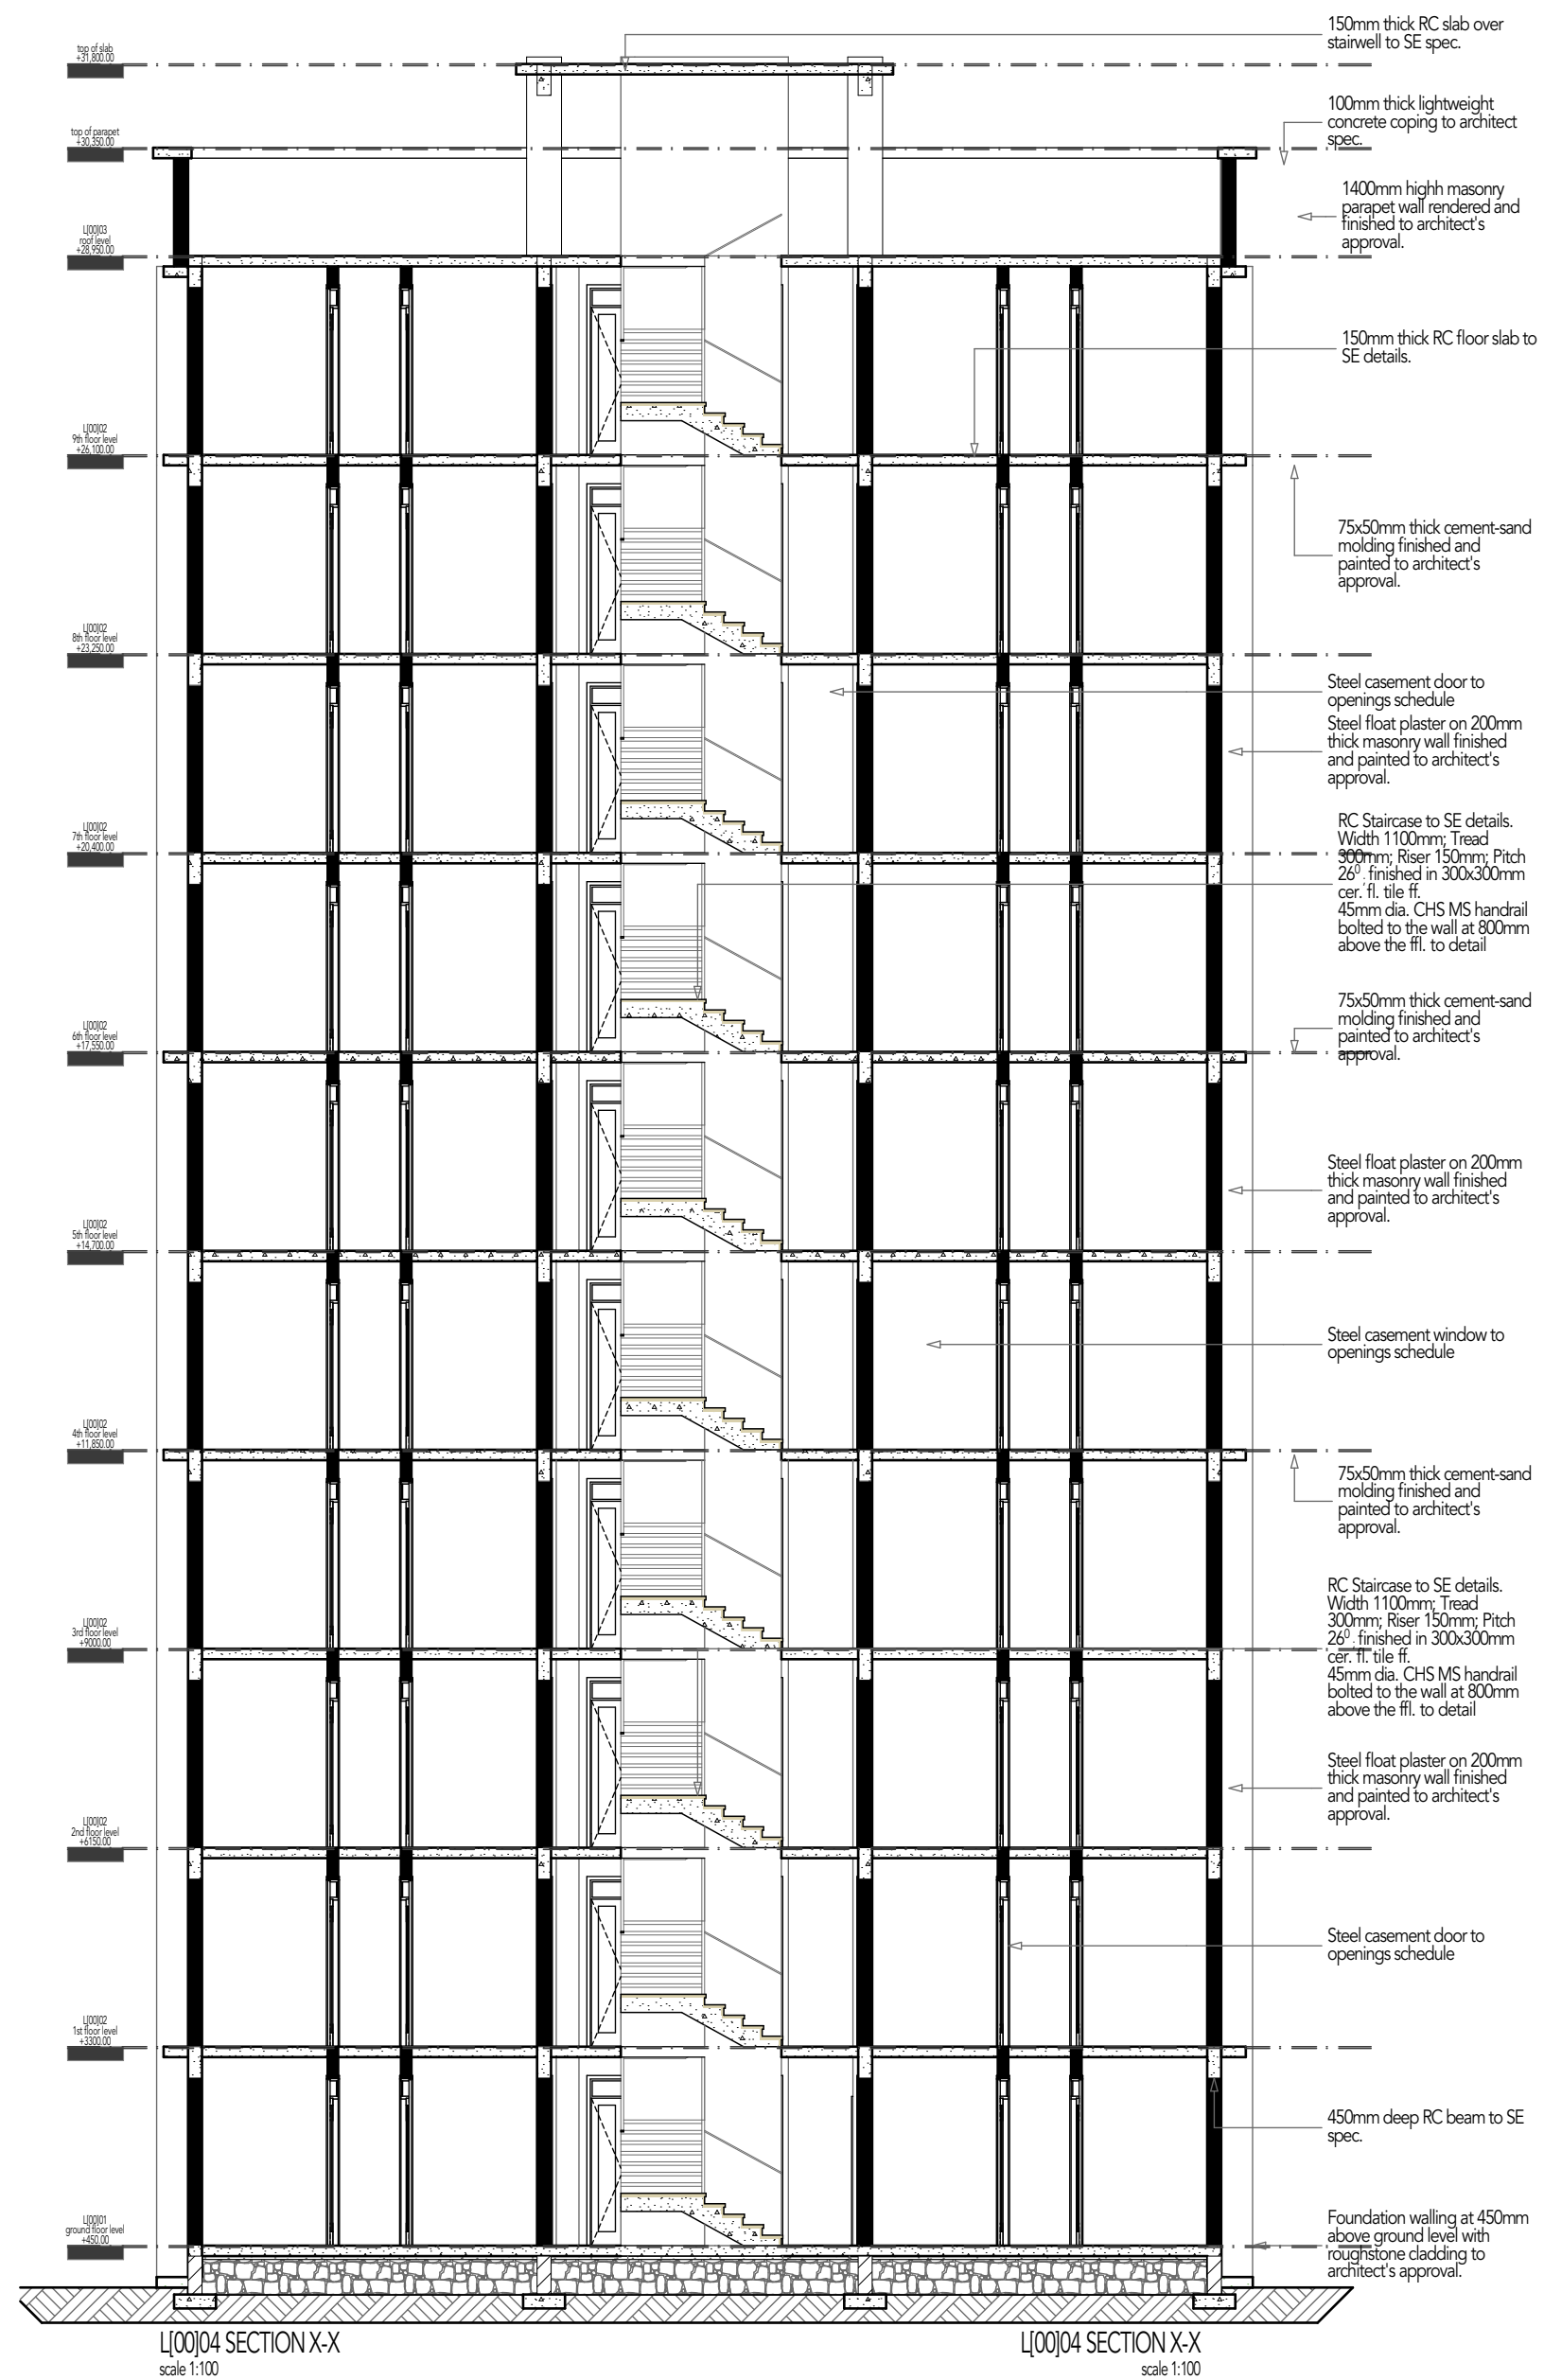 top of slab
+31,800.00
top of parapet
+30,350.00
L[00]03
roof level
+28,950.00
L[00]02
9th floor level
+26,100.00
L[00]02
8th floor level
+23,250.00
L[00]02
7th floor level
+20,400.00
L[00]02
6th floor level
+17,550.00
L[00]02
5th floor level
+14,700.00
L[00]02
4th floor level
+11,850.00
L[00]02
3rd floor level
+9000.00
L[00]02
2nd floor level
+6150.00
L[00]02
1st floor level
+3300.00
L[00]01
ground floor level
+450.00
150mm thick RC slab over
stairwell to SE spec.
100mm thick lightweight
concrete coping to architect
spec.
1400mm highh masonry
parapet wall rendered and
finished to architect's
approval.
150mm thick RC floor slab to
SE details.
75x50mm thick cement-sand
molding finished and
painted to architect's
approval.
Steel casement door to
openings schedule
Steel float plaster on 200mm
thick masonry wall finished
and painted to architect's
approval.
RC Staircase to SE details.
Width 1100mm; Tread
300mm; Riser 150mm; Pitch
26⁰. finished in 300x300mm
cer. fl. tile ff.
45mm dia. CHS MS handrail
bolted to the wall at 800mm
above the ffl. to detail
75x50mm thick cement-sand
molding finished and
painted to architect's
approval.
Steel float plaster on 200mm
thick masonry wall finished
and painted to architect's
approval.
Steel casement window to
openings schedule
75x50mm thick cement-sand
molding finished and
painted to architect's
approval.
RC Staircase to SE details.
Width 1100mm; Tread
300mm; Riser 150mm; Pitch
26⁰. finished in 300x300mm
cer. fl. tile ff.
45mm dia. CHS MS handrail
bolted to the wall at 800mm
above the ffl. to detail
Steel float plaster on 200mm
thick masonry wall finished
and painted to architect's
approval.
Steel casement door to
openings schedule
450mm deep RC beam to SE
spec.
Foundation walling at 450mm
above ground level with
roughstone cladding to
architect's approval.
L[00]04 SECTION X-X
scale 1:100
L[00]04 SECTION X-X
scale 1:100